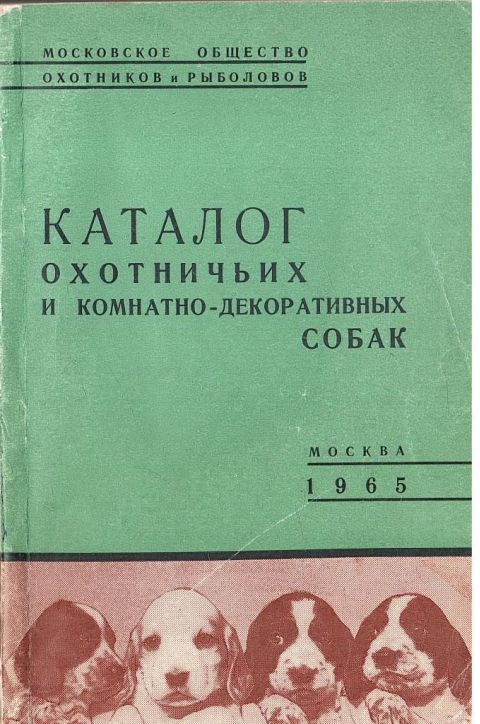 МОСКОВСКОЕ ОБЩЕСТВО
ОХОТНИКОВ и РЫБОЛОВОВ
КАТАЛОГ
ОХОТНИЧЬИХ
И КОМНАТНО-ДЕКОРАТИВНЫХ
СОБАК
МОСКВА
1965